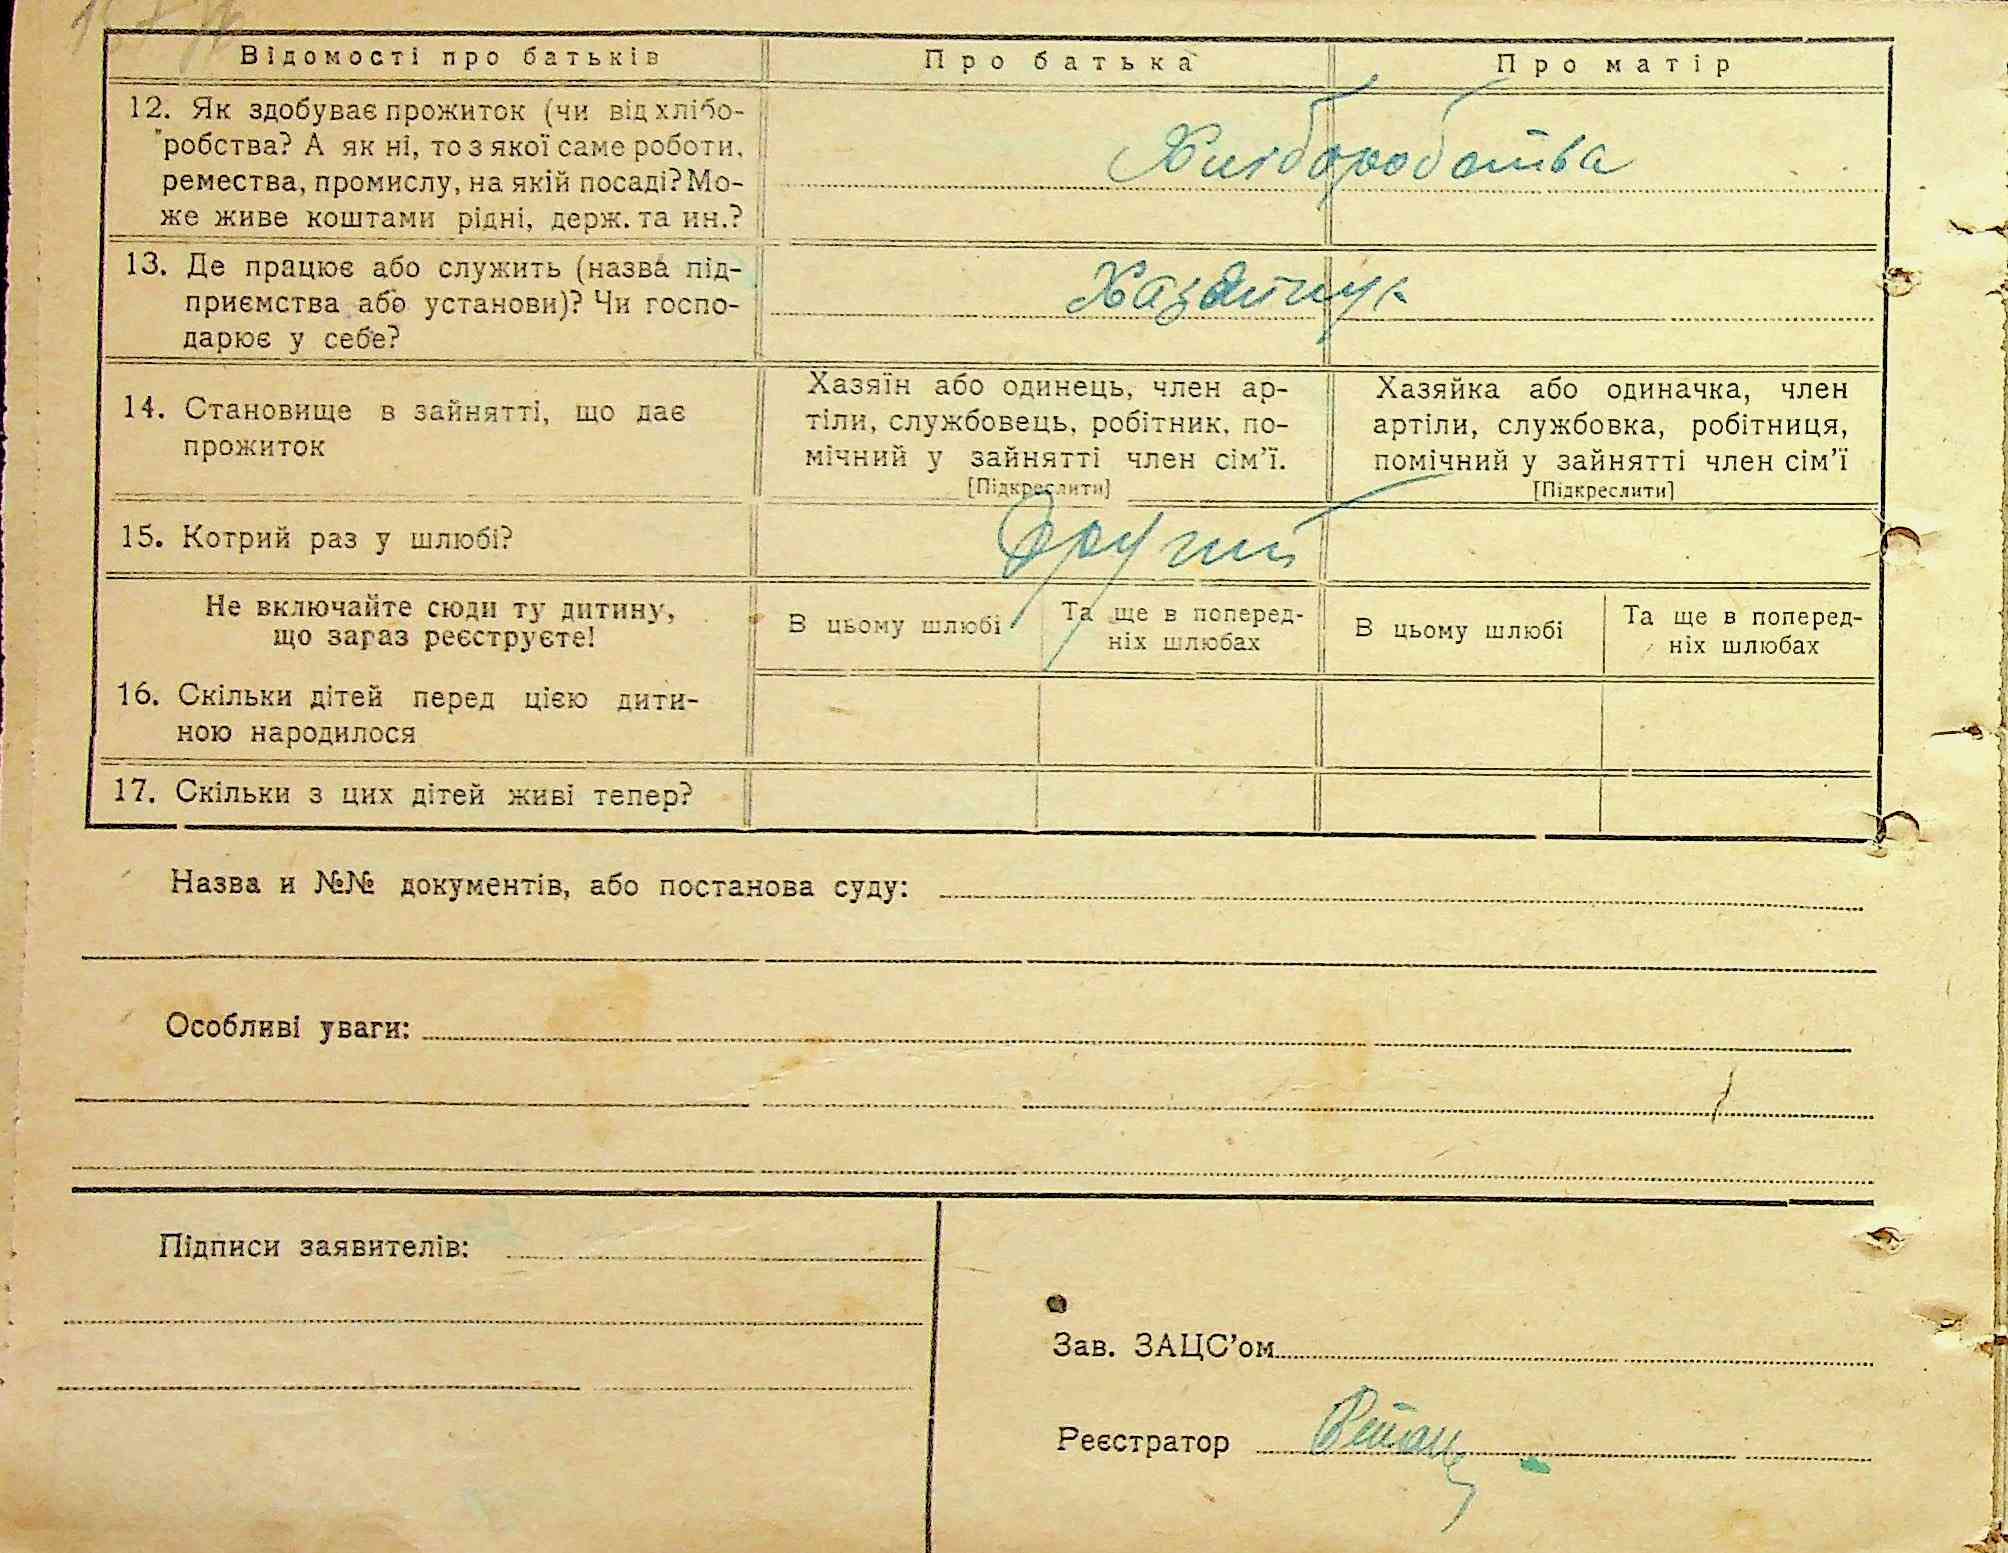 Відомості про батьків Про батька Про матір
12. Як здобуває прожиток (чи від хлібо-
робства? А як ні, то з якої саме роботи,
ремества, промислу, на якій посаді? Мо-
же живе коштами рідні, держ. та ин.?
Хліборобства
13. Де працює або служить (назва під-
приємства або установи)? Чи госпо-
дарює у себе?
14. Становище в зайнятті, що дає
прожиток
Хазяїн або одинець, член ар-
тіли, службовець, робітник, по-
мічний у зайнятті член сім’ї.
[Підкреслити]
Хазяйка або одиначка, член
артіли, службовка, робітниця,
помічний у зайнятті член сім’ї
[Підкреслити]
15. Котрий раз у шлюбі?
Другий
Не включайте сюди ту дитину,
що зараз реєструєте!
В цьому шлюбі
Та ще в поперед-
ніх шлюбах
В цьому шлюбі
Та ще в поперед-
ніх шлюбах
16. Скільки дітей перед цією дити-
ною народилося
17. Скільки з цих дітей живі тепер?
Назва и №№ документів, або постанова суду:
Особливі уваги:
Підписи заявителів:
Зав. ЗАЦС’ом
Реєстратор